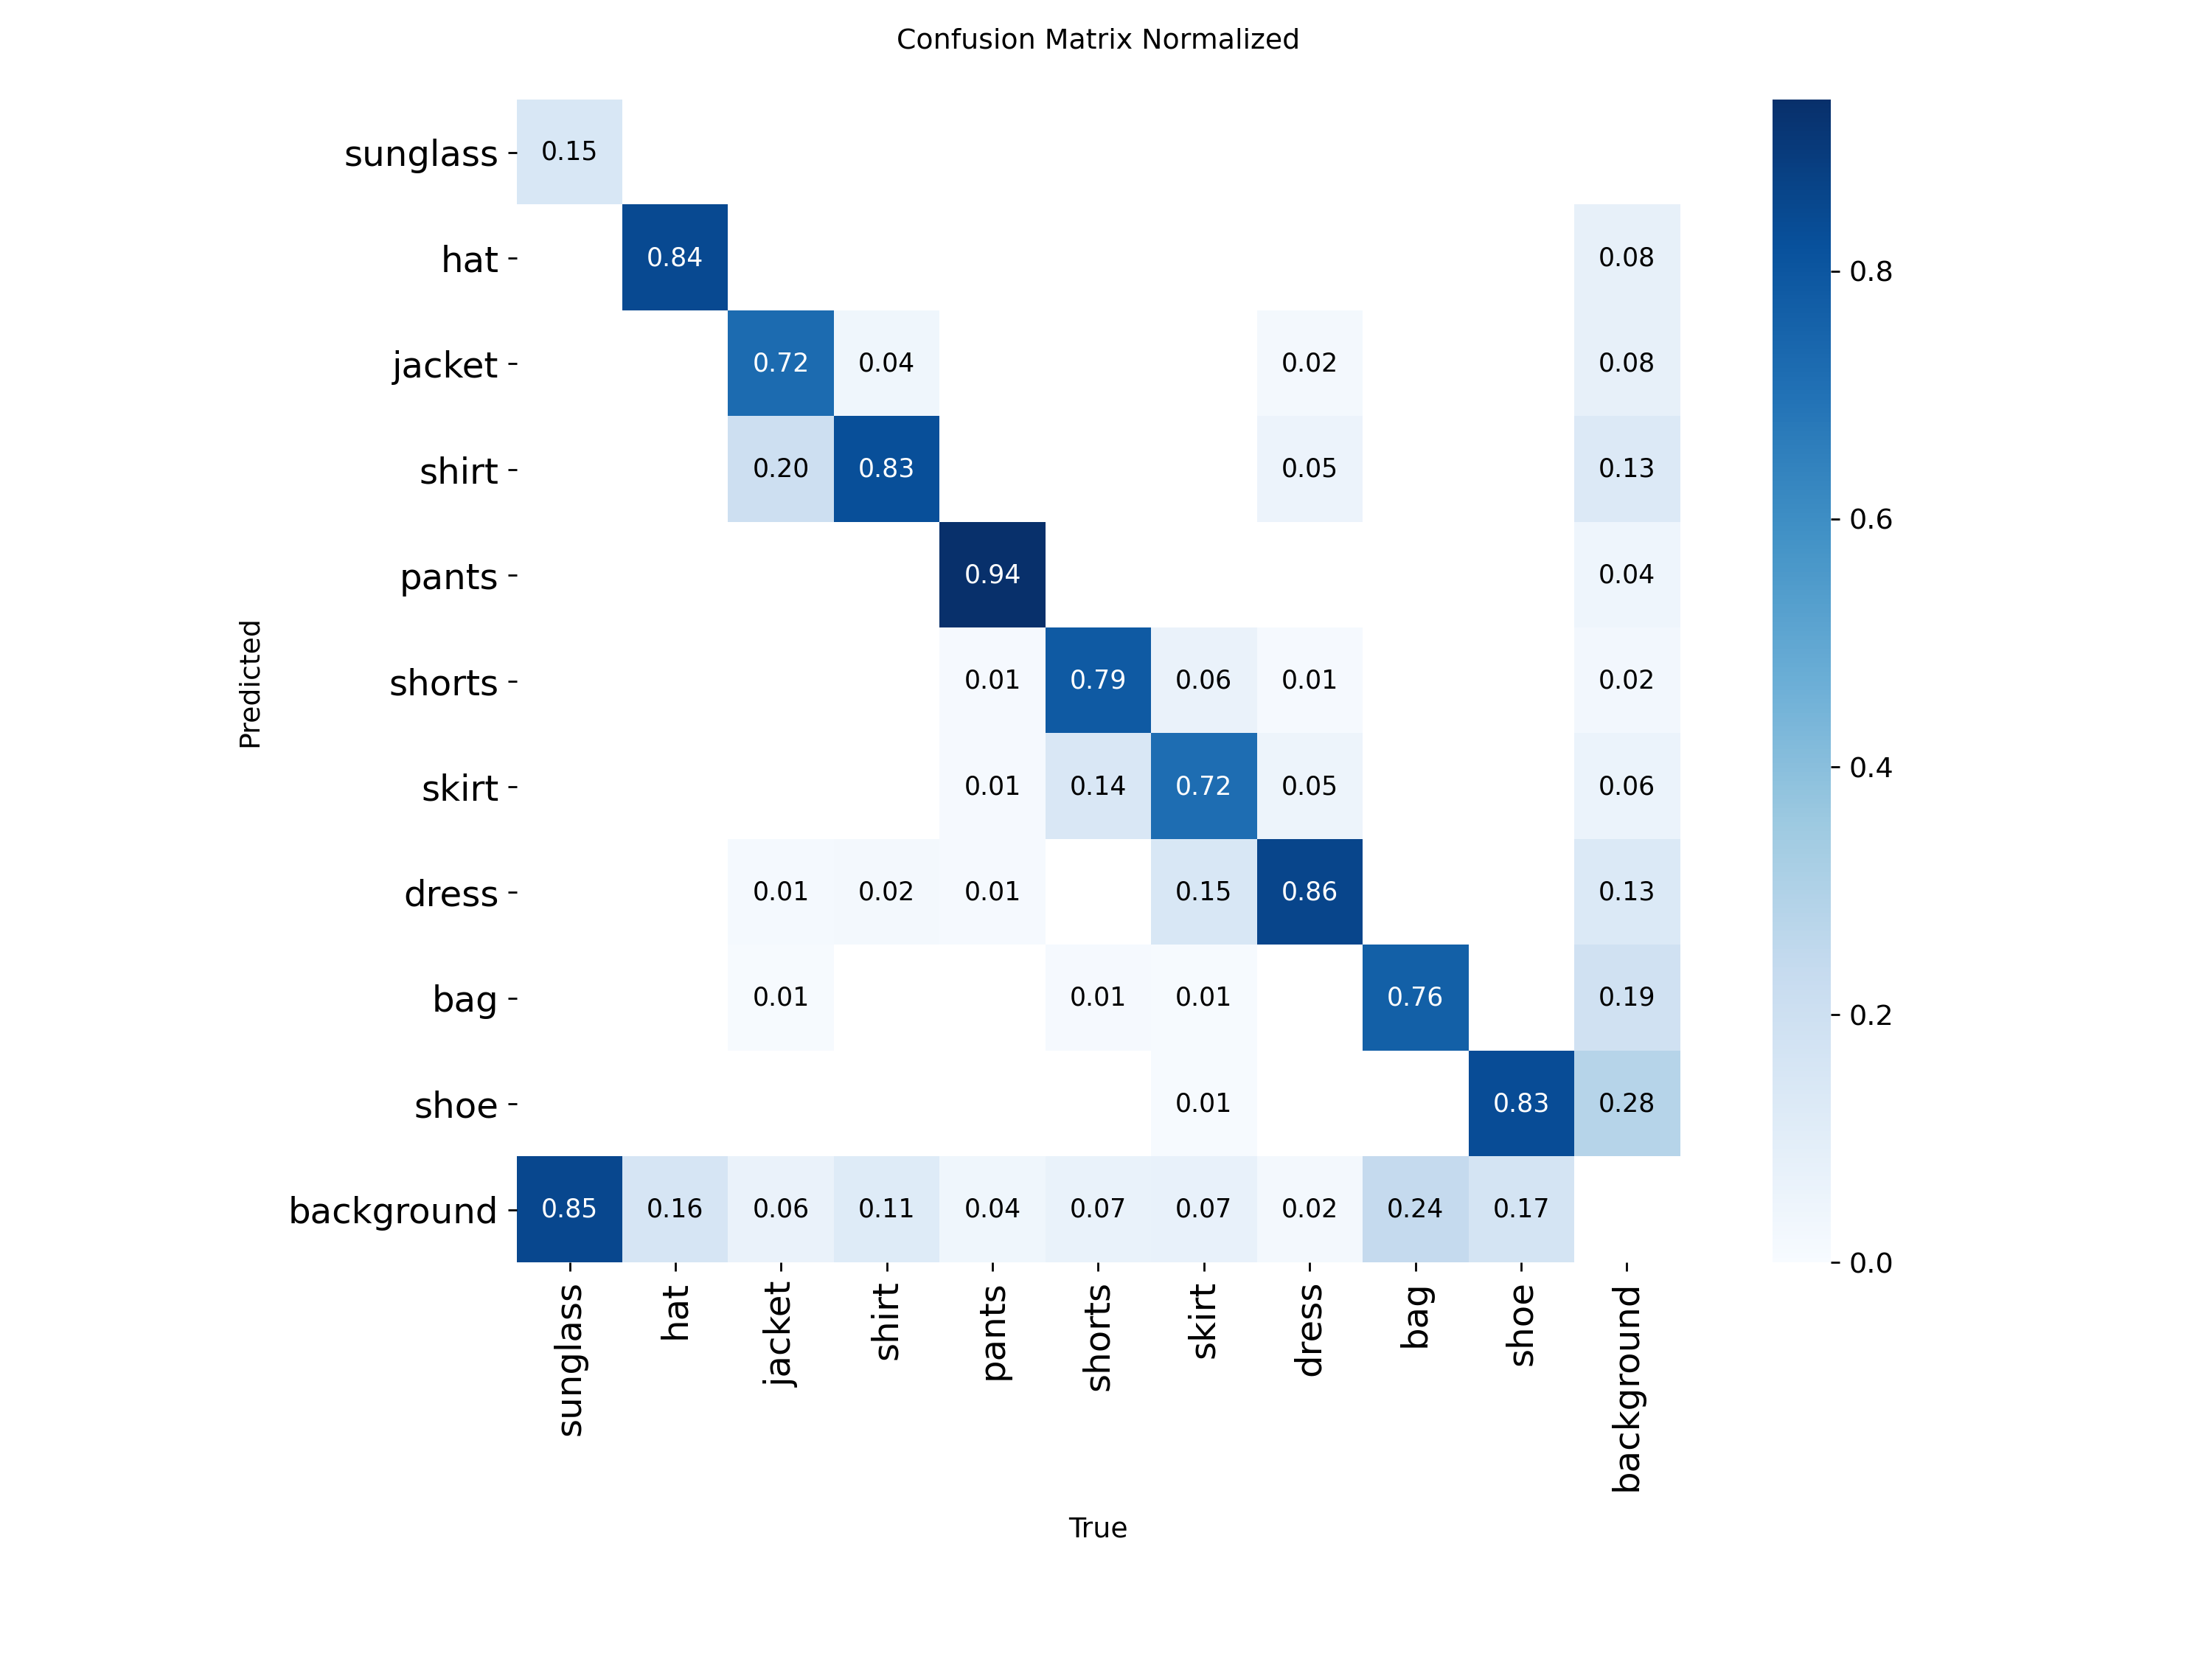 Confusion Matrix Normalized
sunglass 0.15
hat 0.84 0.08
jacket 0.72 0.04 0.02 0.08
shirt 0.20 0.83 0.05 0.13
pants 0.94 0.04
shorts 0.01 0.79 0.06 0.01 0.02
skirt 0.01 0.14 0.72 0.05 0.06
dress 0.01 0.02 0.01 0.15 0.86 0.13
bag 0.01 0.01 0.01 0.76 0.19
shoe 0.01 0.83 0.28
background 0.85 0.16 0.06 0.11 0.04 0.07 0.07 0.02 0.24 0.17
Predicted
sunglass hat jacket shirt pants shorts skirt dress bag shoe background
True
0.8
0.6
0.4
0.2
0.0